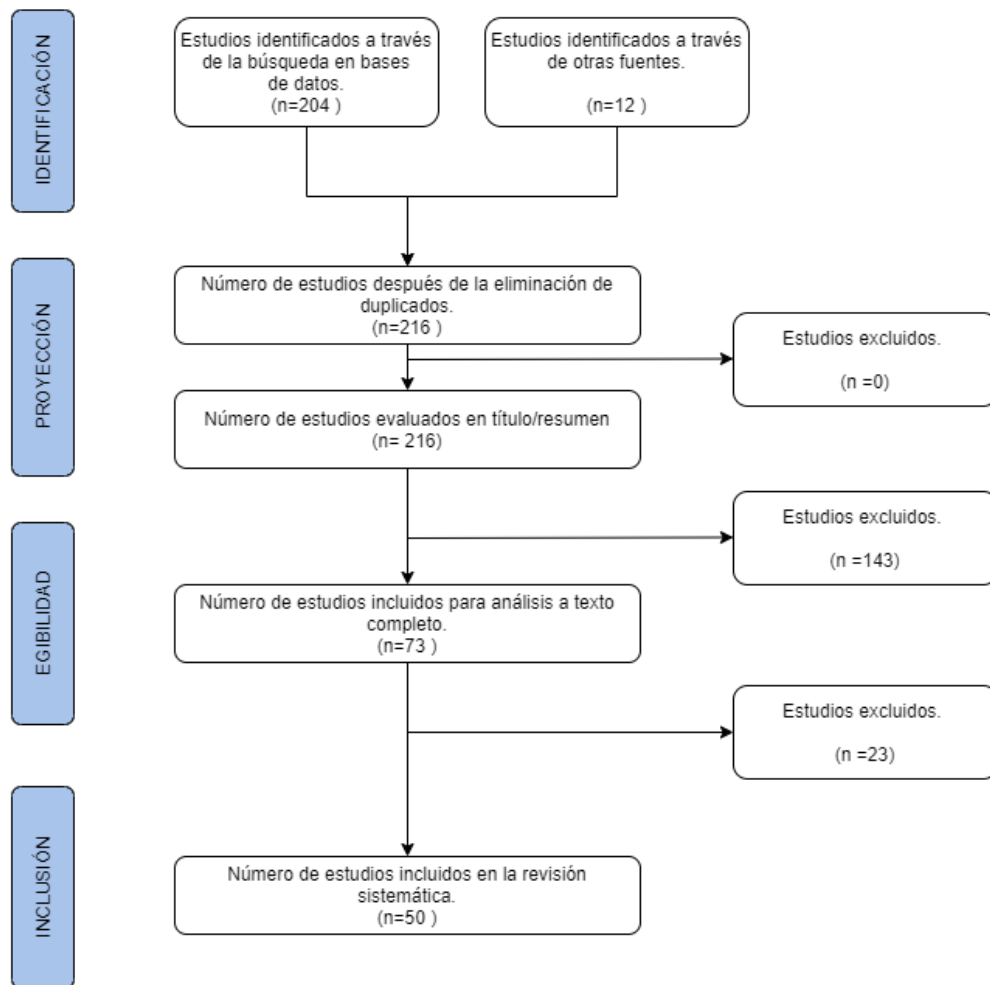 IDENTIFICACIÓN
Estudios identificados a través
de la búsqueda en bases
de datos.
(n=204 )
Estudios identificados a través
de otras fuentes.
(n=12 )
PROYECCIÓN
Número de estudios después de la eliminación de
duplicados.
(n=216 )
Estudios excluidos.
(n =0)
Número de estudios evaluados en título/resumen
(n= 216)
EGIBILIDAD
Estudios excluidos.
(n =143)
Número de estudios incluidos para análisis a texto
completo.
(n=73 )
Estudios excluidos.
(n =23)
INCLUSIÓN
Número de estudios incluidos en la revisión
sistemática.
(n=50 )